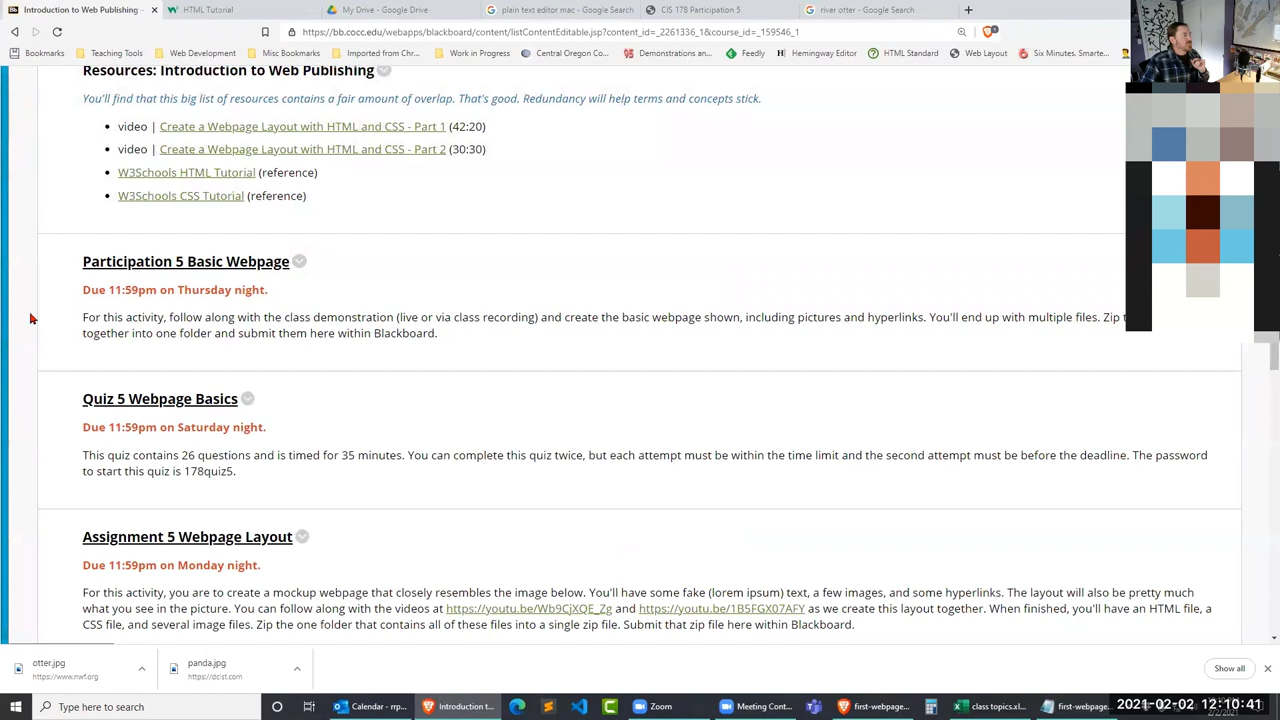 Introduction to Web Publishing –
HTML Tutorial
My Drive - Google Drive
plain text editor mac - Google Search
CIS 178 Participation 5
river otter - Google Search
https://bb.cocc.edu/webapps/blackboard/content/listContentEditable.jsp?content_id=_2261336_1&course_id=_159546_1
Bookmarks
Teaching Tools
Web Development
Misc Bookmarks
Imported from Chr...
Work in Progress
Central Oregon Co...
Demonstrations an...
Feedly
Hemingway Editor
HTML Standard
Web Layout
Six Minutes. Smarte...
Resources: Introduction to Web Publishing
You'll find that this big list of resources contains a fair amount of overlap. That's good. Redundancy will help terms and concepts stick.
• video | Create a Webpage Layout with HTML and CSS - Part 1 (42:20)
• video | Create a Webpage Layout with HTML and CSS - Part 2 (30:30)
• W3Schools HTML Tutorial (reference)
• W3Schools CSS Tutorial (reference)
Participation 5 Basic Webpage
Due 11:59pm on Thursday night.
For this activity, follow along with the class demonstration (live or via class recording) and create the basic webpage shown, including pictures and hyperlinks. You'll end up with multiple files. Zip
together into one folder and submit them here within Blackboard.
Quiz 5 Webpage Basics
Due 11:59pm on Saturday night.
This quiz contains 26 questions and is timed for 35 minutes. You can complete this quiz twice, but each attempt must be within the time limit and the second attempt must be before the deadline. The password
to start this quiz is 178quiz5.
Assignment 5 Webpage Layout
Due 11:59pm on Monday night.
For this activity, you are to create a mockup webpage that closely resembles the image below. You'll have some fake (lorem ipsum) text, a few images, and some hyperlinks. The layout will also be pretty much
what you see in the picture. You can follow along with the videos at https://youtu.be/Wb9CjXQE_Zg and https://youtu.be/1B5FGX07AFY as we create this layout together. When finished, you'll have an HTML file, a
CSS file, and several image files. Zip the one folder that contains all of these files into a single zip file. Submit that zip file here within Blackboard.
otter.jpg
https://www.nwf.org
panda.jpg
https://dcist.com
Show all
Type here to search
Calendar - rrp...
Introduction t...
Zoom
Meeting Cont...
first-webpage...
class topics.xl...
first-webpage...
2021-02-02 12:10:41